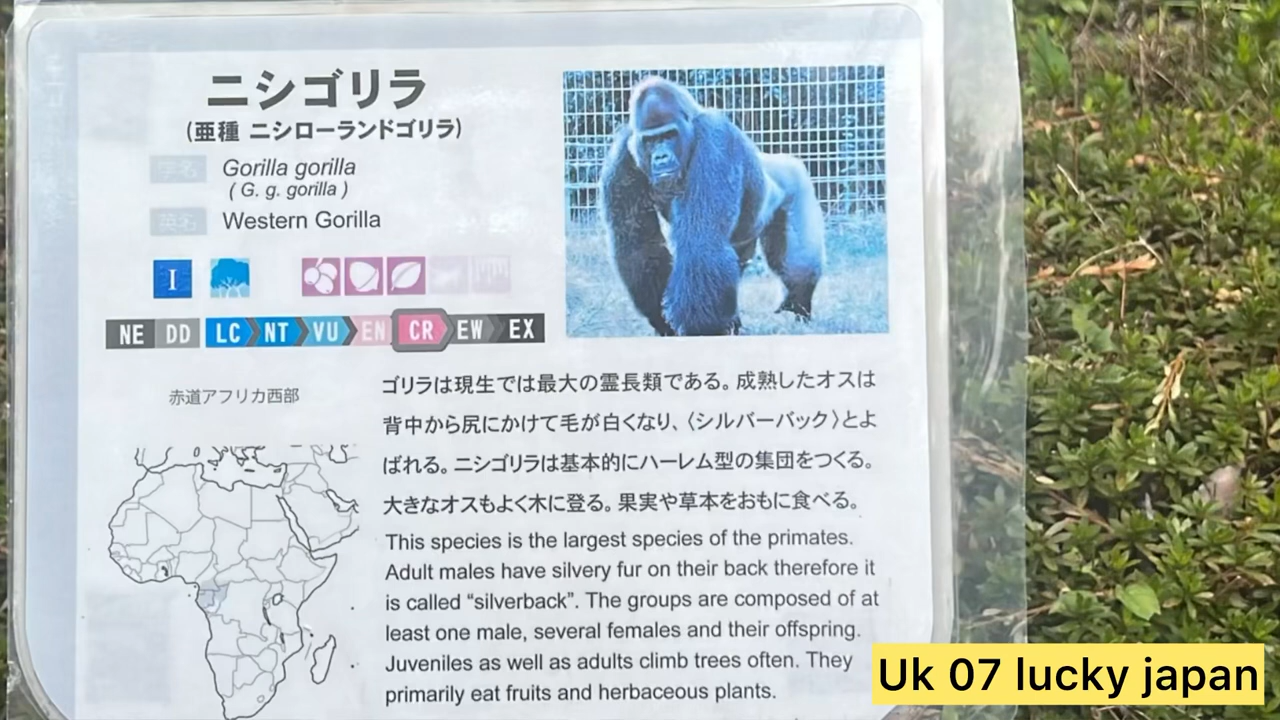 ニシゴリラ
(亜種 ニシローランドゴリラ)
学名 Gorilla gorilla
( G. g. gorilla )
英名 Western Gorilla
I
NE DD LC NT VU EN CR EW EX
赤道アフリカ西部
ゴリラは現生では最大の霊長類である。成熟したオスは
背中から尻にかけて毛が白くなり、〈シルバーバック〉とよ
ばれる。ニシゴリラは基本的にハーレム型の集団をつくる。
大きなオスもよく木に登る。果実や草本をおもに食べる。
This species is the largest species of the primates.
Adult males have silvery fur on their back therefore it
is called “silverback”. The groups are composed of at
least one male, several females and their offspring.
Juveniles as well as adults climb trees often. They
primarily eat fruits and herbaceous plants.
Uk 07 lucky japan